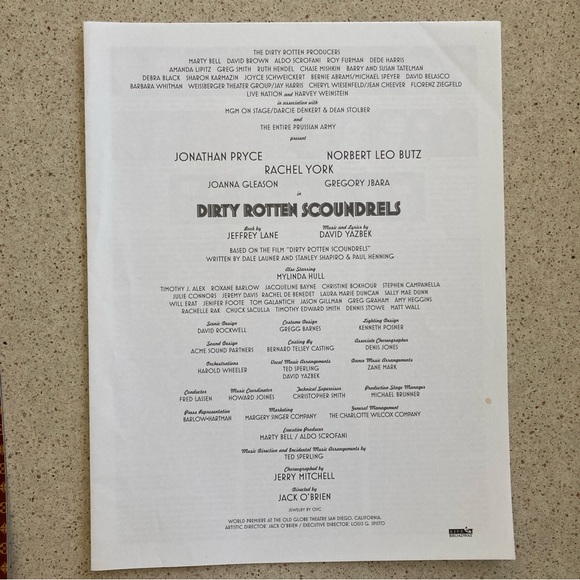 THE DIRTY ROTTEN PRODUCERS
MARTY BELL DAVID BROWN ALDO SCROFANI ROY FURMAN DEDE HARRIS
AMANDA LIPITZ GREG SMITH RUTH HENDEL CHASE MISHKIN BARRY AND SUSAN TATELMAN
DEBRA BLACK SHARON KARMAZIN JOYCE SCHWEICKERT BERNIE ABRAMS/MICHAEL SPEYER DAVID BELASCO
BARBARA WHITMAN WEISSBERGER THEATER GROUP/JAY HARRIS CHERYL WIESENFELD/JEAN CHEEVER FLORENZ ZIEGFELD
LIVE NATION and HARVEY WEINSTEIN
in association with
MGM ON STAGE/DARCIE DENKERT & DEAN STOLBER
and
THE ENTIRE PRUSSIAN ARMY
present
JONATHAN PRYCE NORBERT LEO BUTZ
RACHEL YORK
JOANNA GLEASON GREGORY JBARA
in
DIRTY ROTTEN SCOUNDRELS
Book by Music and Lyrics by
JEFFREY LANE DAVID YAZBEK
BASED ON THE FILM "DIRTY ROTTEN SCOUNDRELS"
WRITTEN BY DALE LAUNER AND STANLEY SHAPIRO & PAUL HENNING
Also Starring
MYLINDA HULL
TIMOTHY J. ALEX ROXANE BARLOW JACQUELINE BAYNE CHRISTINE BOKHOUR STEPHEN CAMPANELLA
JULIE CONNORS JEREMY DAVIS RACHEL DE BENEDET LAURA MARIE DUNCAN SALLY MAE DUNN
WILL ERAT JENIFER FOOTE TOM GALANTICH JASON GILLMAN GREG GRAHAM AMY HEGGINS
RACHELLE RAK CHUCK SACULLA TIMOTHY EDWARD SMITH DENNIS STOWE MATT WALL
Scenic Design Costume Design Lighting Design
DAVID ROCKWELL GREGG BARNES KENNETH POSNER
Sound Design Casting By Associate Choreographer
ACME SOUND PARTNERS BERNARD TELSEY CASTING DENIS JONES
Orchestrations Vocal Music Arrangements Dance Music Arrangements
HAROLD WHEELER TED SPERLING ZANE MARK
DAVID YAZBEK
Conductor Music Coordinator Technical Supervisor Production Stage Manager
FRED LASSEN HOWARD JOINES CHRISTOPHER SMITH MICHAEL BRUNNER
Press Representation Marketing General Management
BARLOW•HARTMAN MARGERY SINGER COMPANY THE CHARLOTTE WILCOX COMPANY
Executive Producer
MARTY BELL / ALDO SCROFANI
Music Direction and Incidental Music Arrangements by
TED SPERLING
Choreographed by
JERRY MITCHELL
Directed by
JACK O'BRIEN
JEWELRY BY QVC
WORLD PREMIERE AT THE OLD GLOBE THEATRE SAN DIEGO, CALIFORNIA.
ARTISTIC DIRECTOR: JACK O'BRIEN / EXECUTIVE DIRECTOR: LOUIS G. SPISTO
BROADWAY